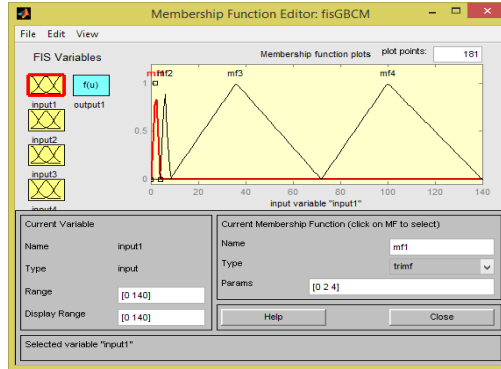 Membership Function Editor: fisGBCM
File Edit View
FIS Variables
f(u)
input1 output1
input2
input3
input4
Membership function plots plot points: 181
mf1 mf2 mf3 mf4
1
0.5
0
0 20 40 60 80 100 120 140
input variable "input1"
Current Variable
Name input1
Type input
Range [0 140]
Display Range [0 140]
Current Membership Function (click on MF to select)
Name mf1
Type trimf
Params [0 2 4]
Help Close
Selected variable "input1"